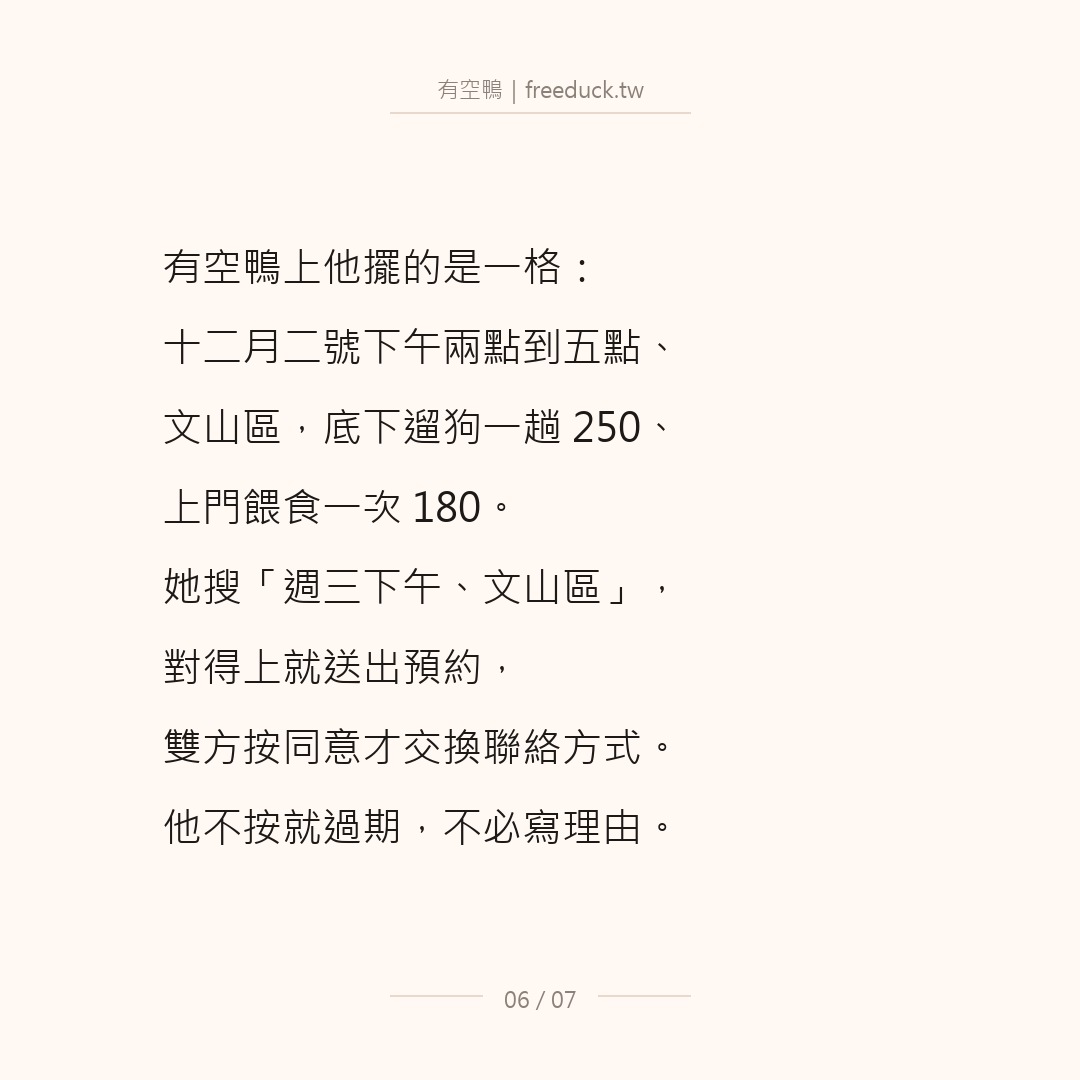 有空鴨｜freeduck.tw
有空鴨上他擺的是一格：
十二月二號下午兩點到五點、
文山區，底下遛狗一趟 250、
上門餵食一次 180。
她搜「週三下午、文山區」，
對得上就送出預約，
雙方按同意才交換聯絡方式。
他不按就過期，不必寫理由。
06 / 07